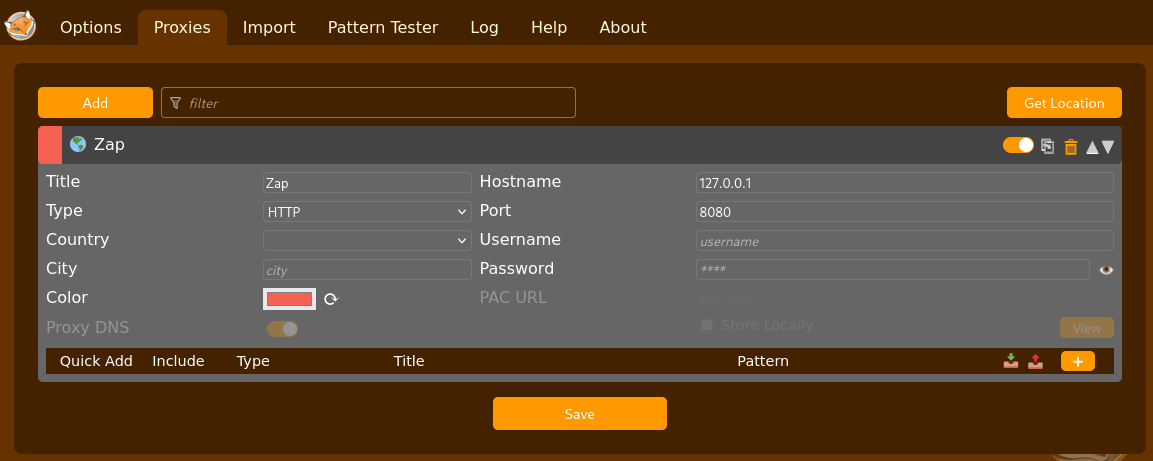 Options Proxies Import Pattern Tester Log Help About
Add filter Get Location
Zap
Title Zap Hostname 127.0.0.1
Type HTTP Port 8080
Country Username username
City city Password ****
Color PAC URL PAC URL
Proxy DNS Store Locally View
Quick Add Include Type Title Pattern +
Save